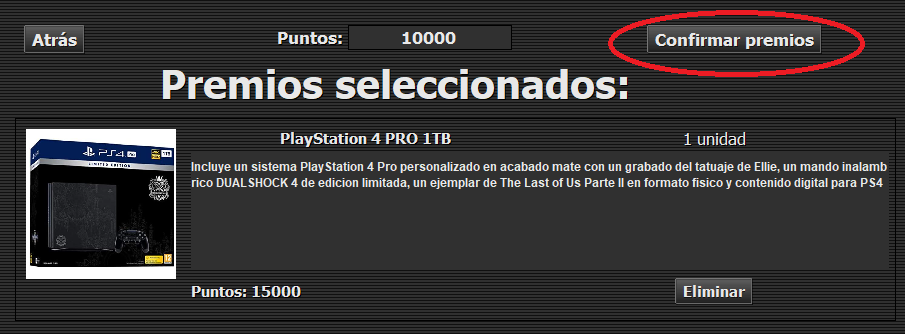 Atrás
Puntos: 10000
Confirmar premios
Premios seleccionados:
PlayStation 4 PRO 1TB
1 unidad
PS4
LIMITED EDITION
Incluye un sistema PlayStation 4 Pro personalizado en acabado mate con un grabado del tatuaje de Ellie, un mando inalamb
rico DUALSHOCK 4 de edicion limitada, un ejemplar de The Last of Us Parte II en formato fisico y contenido digital para PS4
Puntos: 15000
Eliminar